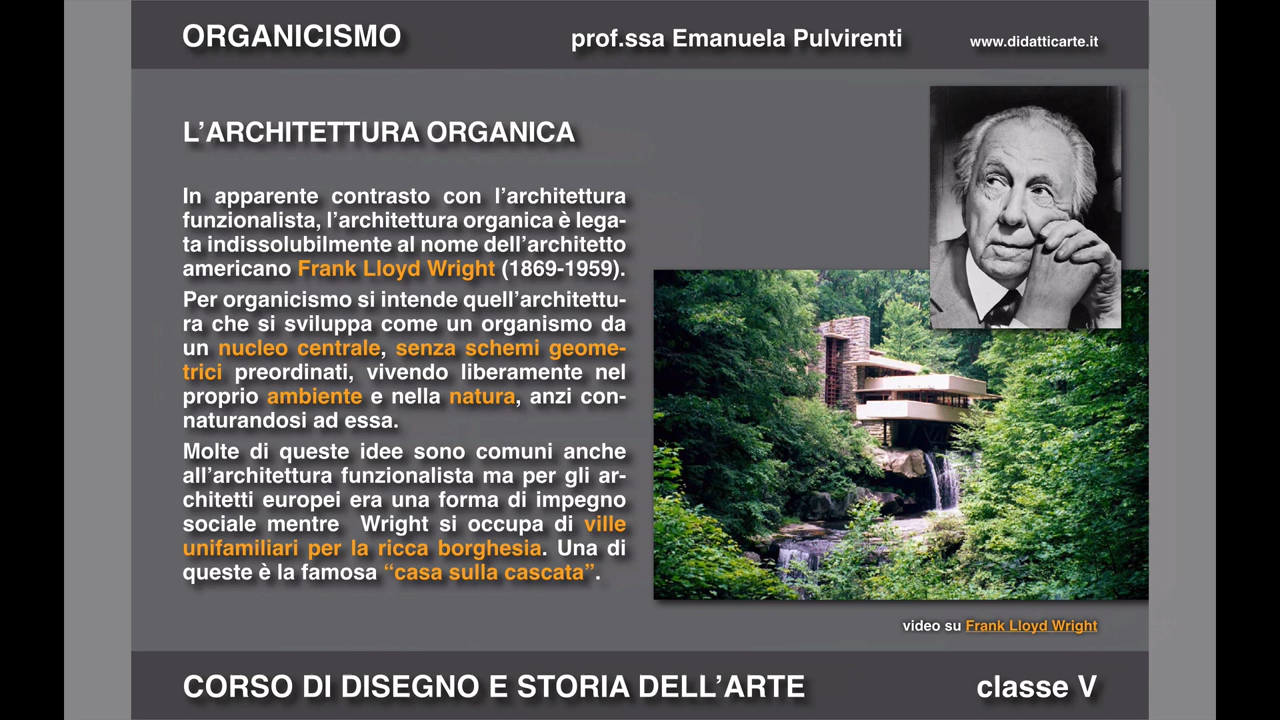 ORGANICISMO
prof.ssa Emanuela Pulvirenti
www.didatticarte.it
L’ARCHITETTURA ORGANICA
In apparente contrasto con l’architettura
funzionalista, l’architettura organica è lega-
ta indissolubilmente al nome dell’architetto
americano Frank Lloyd Wright (1869-1959).
Per organicismo si intende quell’architettu-
ra che si sviluppa come un organismo da
un nucleo centrale, senza schemi geome-
trici preordinati, vivendo liberamente nel
proprio ambiente e nella natura, anzi con-
naturandosi ad essa.
Molte di queste idee sono comuni anche
all’architettura funzionalista ma per gli ar-
chitetti europei era una forma di impegno
sociale mentre Wright si occupa di ville
unifamiliari per la ricca borghesia. Una di
queste è la famosa “casa sulla cascata”.
video su Frank Lloyd Wright
CORSO DI DISEGNO E STORIA DELL’ARTE
classe V